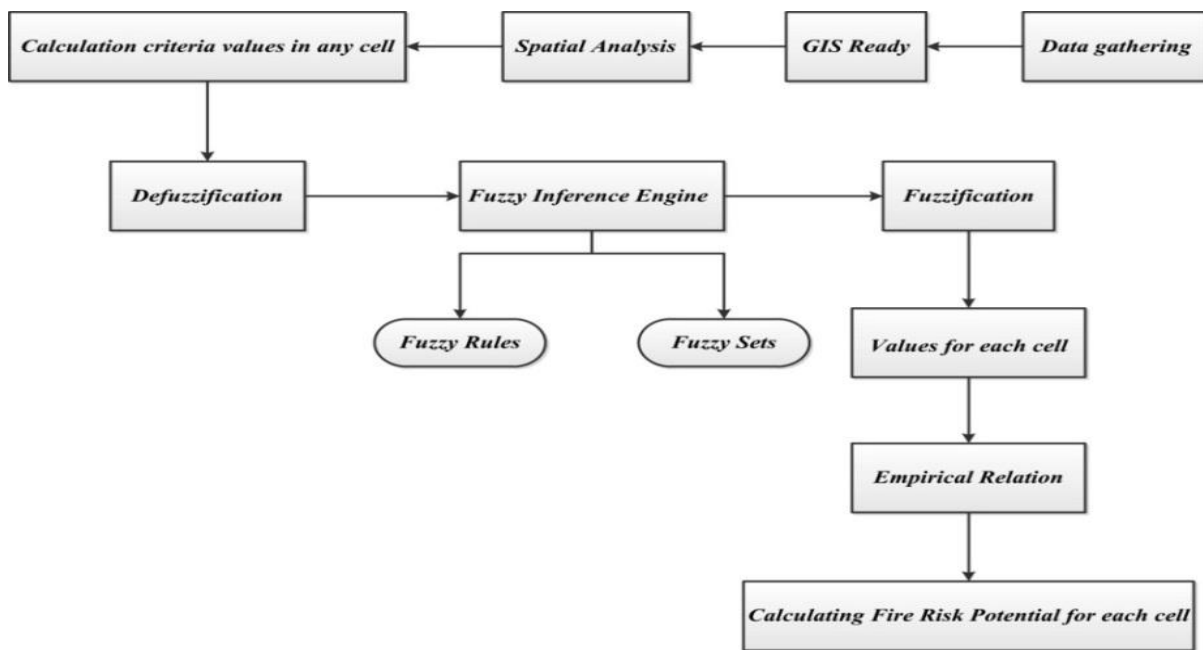 Calculation criteria values in any cell
Spatial Analysis
GIS Ready
Data gathering
Defuzzification
Fuzzy Inference Engine
Fuzzification
Fuzzy Rules
Fuzzy Sets
Values for each cell
Empirical Relation
Calculating Fire Risk Potential for each cell